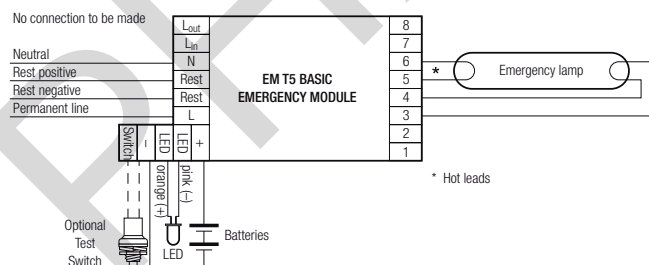 No connection to be made
Lout
Lin
N
Rest
Rest
L
Neutral
Rest positive
Rest negative
Permanent line
EM T5 BASIC
EMERGENCY MODULE
8
7
6
5
4
3
2
1
*
Emergency lamp
* Hot leads
Switch
–
LED
LED
+
orange (+)
pink (–)
Optional
Test
Switch
LED
Batteries